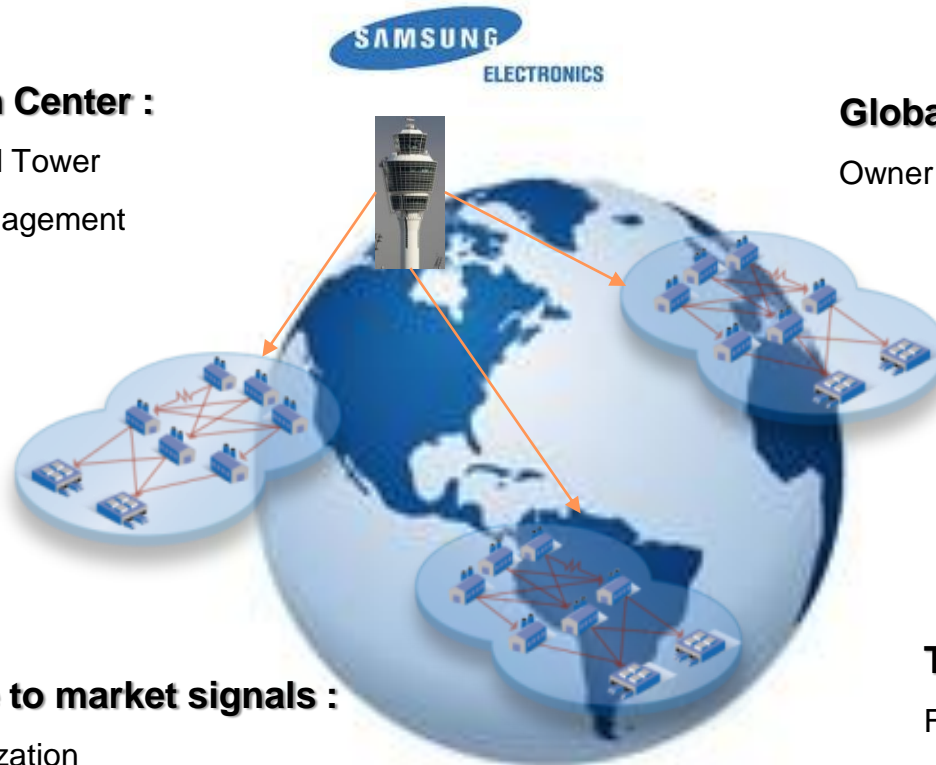 SAMSUNG
ELECTRONICS
Center :
Tower
agement
Globa
Owner
to market signals :
zation
T
F